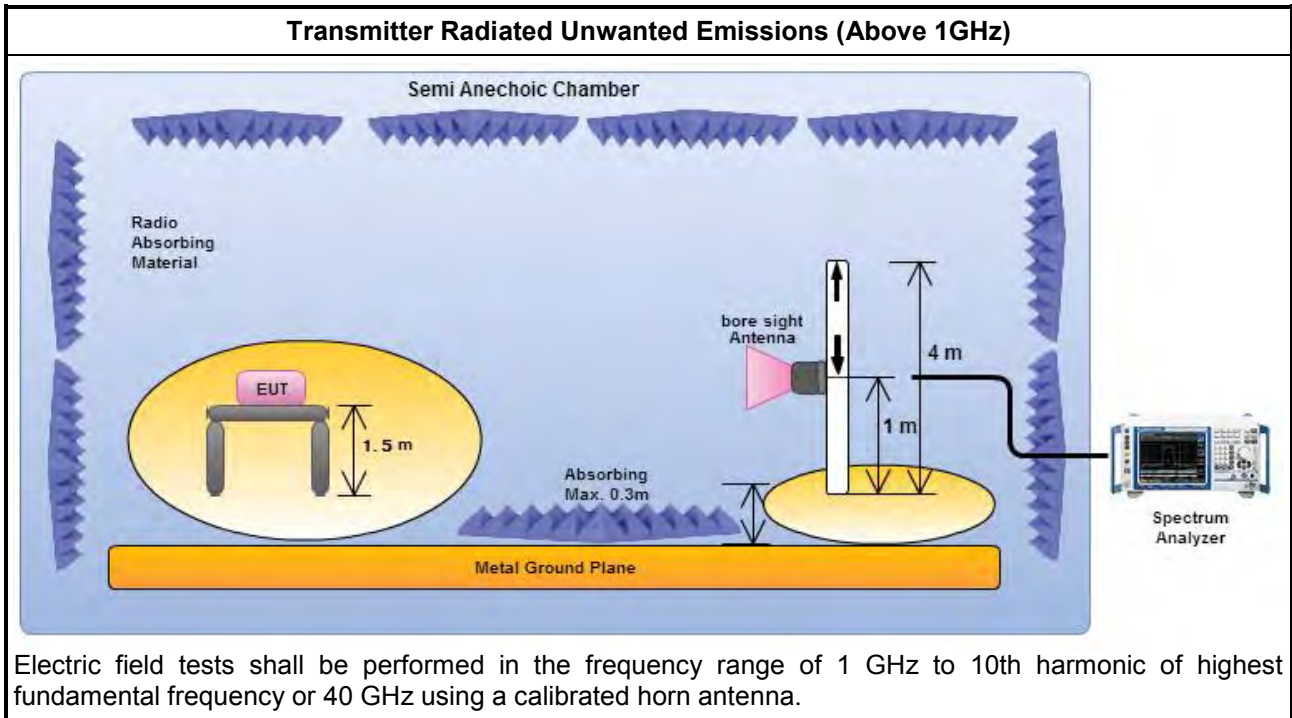 Transmitter Radiated Unwanted Emissions (Above 1GHz)
Semi Anechoic Chamber
Radio
Absorbing
Material
bore sight
Antenna
4 m
EUT
1.5 m
1 m
Absorbing
Max. 0.3m
Spectrum
Analyzer
Metal Ground Plane
Electric field tests shall be performed in the frequency range of 1 GHz to 10th harmonic of highest
fundamental frequency or 40 GHz using a calibrated horn antenna.